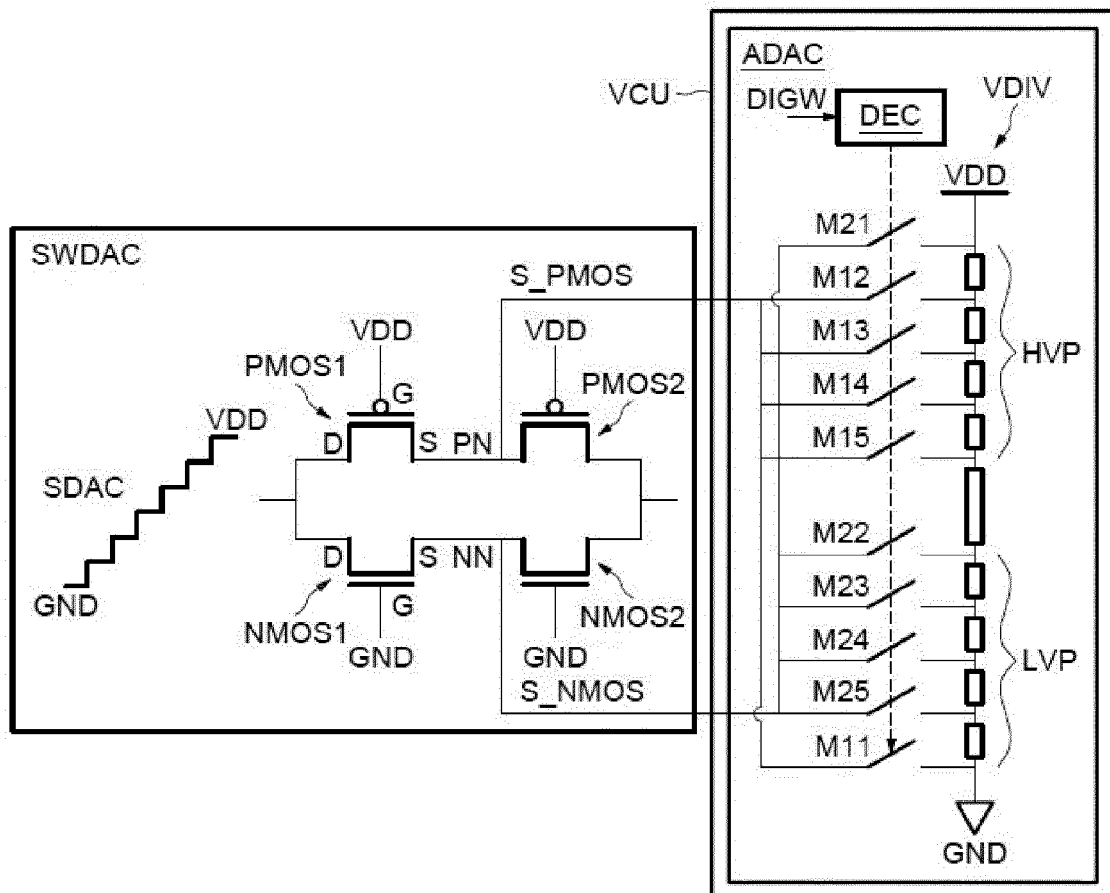 ADAC
VCU
DIGW
DEC
VDIV
VDD
M21
SWDAC
S_PMOS
M12
M13
HVP
M14
M15
VDD
VDD
PMOS1
G
PMOS2
VDD
D
S
PN
SDAC
GND
D
S
NN
G
NMOS1
NMOS2
GND
GND
S_NMOS
M22
M23
M24
LVP
M25
M11
GND